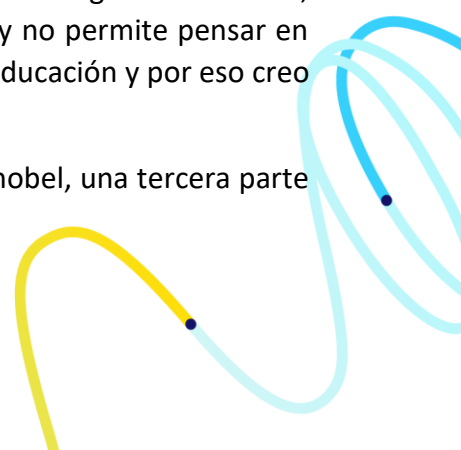 y no permite pensar en
ducación y por eso creo
nobel, una tercera parte